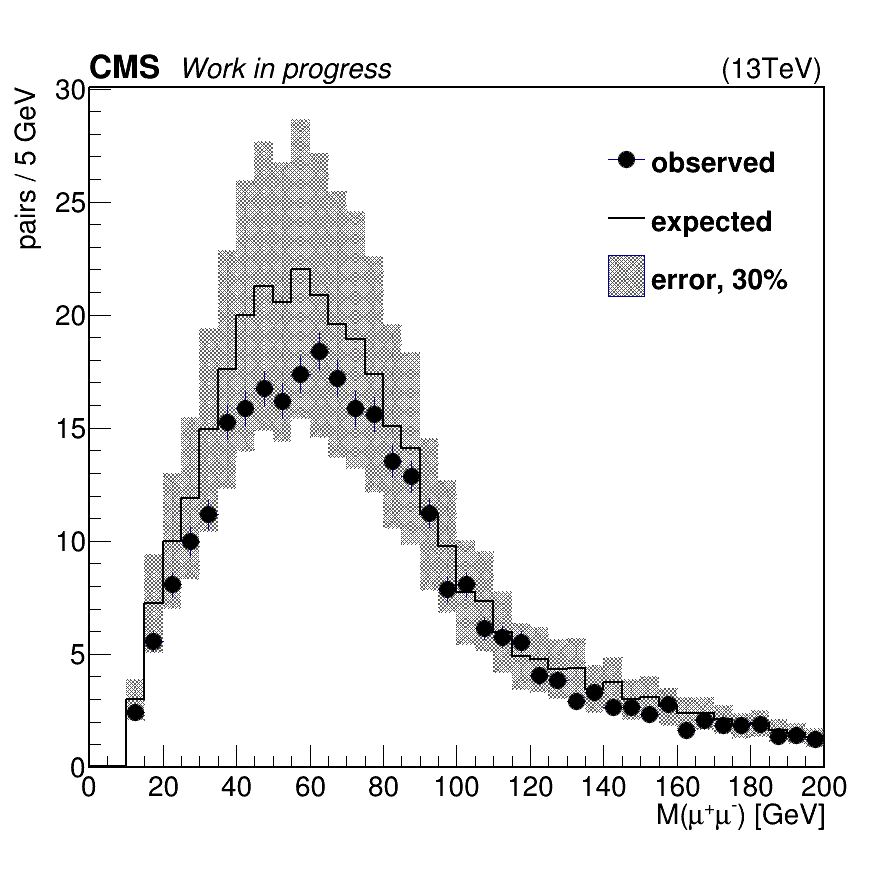 CMS Work in progress (13TeV)
pairs / 5 GeV
30
25
20
15
10
5
0
observed
expected
error, 30%
0 20 40 60 80 100 120 140 160 180 200
M(μ⁺μ⁻) [GeV]